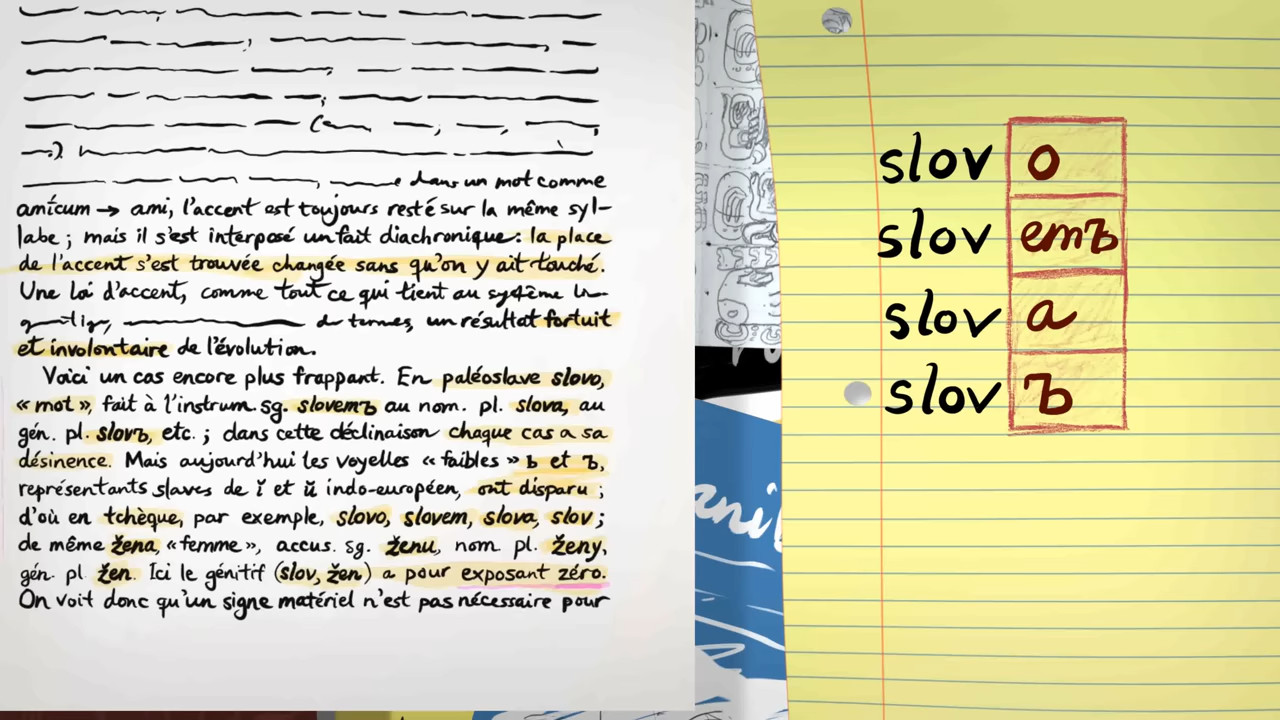 dans un mot comme
amīcum → ami, l'accent est toujours resté sur la même syl-
labe ; mais il s'est interposé un fait diachronique : la place
de l'accent s'est trouvée changée sans qu'on y ait touché.
Une loi d'accent, comme tout ce qui tient au système
de termes, un résultat fortuit
et involontaire de l'évolution.
Voici un cas encore plus frappant. En paléoslave slovo,
« mot », fait à l'instrum. sg. slovemъ au nom. pl. slova, au
gén. pl. slovъ, etc. ; dans cette déclinaison chaque cas a sa
désinence. Mais aujourd'hui les voyelles « faibles » ь et ъ,
représentants slaves de ĭ et ŭ indo-européen, ont disparu ;
d'où en tchèque, par exemple, slovo, slovem, slova, slov ;
de même žena, « femme », accus. sg. ženu, nom. pl. ženy,
gén. pl. žen. Ici le génitif (slov, žen) a pour exposant zéro.
On voit donc qu'un signe matériel n'est pas nécessaire pour
slov o
slov emъ
slov a
slov ъ